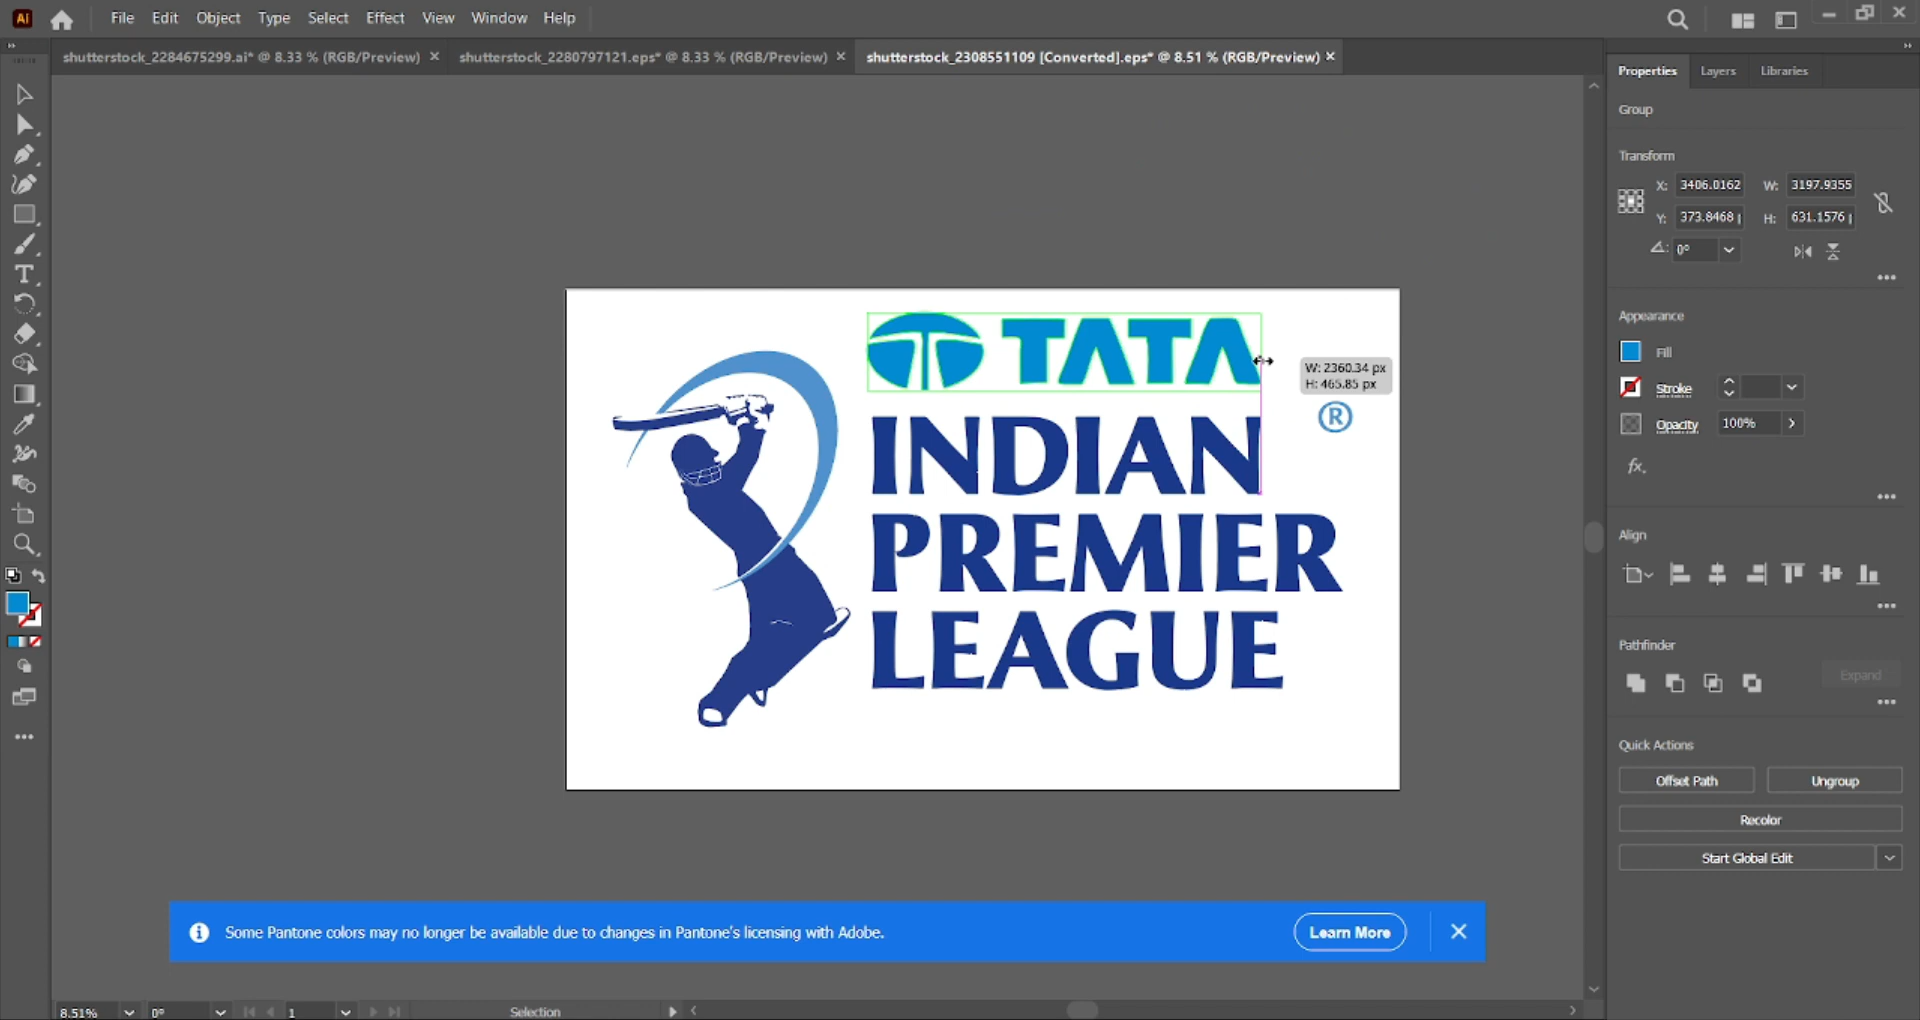 Ai File Edit Object Type Select Effect View Window Help
shutterstock_2284675299.ai* @ 8.33 % (RGB/Preview) × shutterstock_2280797121.eps* @ 8.33 % (RGB/Preview) × shutterstock_2308551109 [Converted].eps* @ 8.51 % (RGB/Preview) ×
Properties Layers Libraries
Group
Transform
X: 3406.0162 W: 3197.9355
Y: 373.8468 p H: 631.1576 p
0°
Appearance
Fill
Stroke
Opacity 100%
fx.
Align
Pathfinder
Expand
Quick Actions
Offset Path Ungroup
Recolor
Start Global Edit
TATA
W: 2360.34 px
H: 465.85 px
®
INDIAN
PREMIER
LEAGUE
Some Pantone colors may no longer be available due to changes in Pantone's licensing with Adobe. Learn More
8.51% 0° 1 Selection